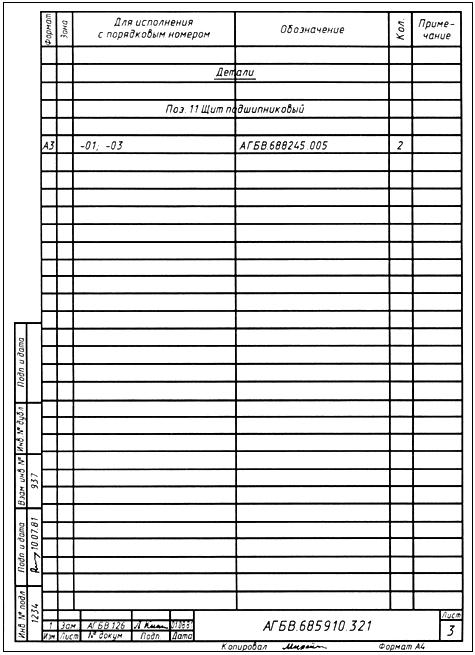 Формат
Зона
Для исполнения
с порядковым номером
Обозначение
Кол.
Приме-
чание
Детали
Поз. 11 Щит подшипниковый
А3 -01; -03 АГБВ.688245.005 2
Подп и дата
Инв № дубл
Взам инв №
937
Подп и дата
10.07.81
Инв № подл
1234
1 Зам АГБВ.126
Изм Лист № докум. Подп. Дата
АГБВ.685910.321
Лист
3
Копировал
Формат А4